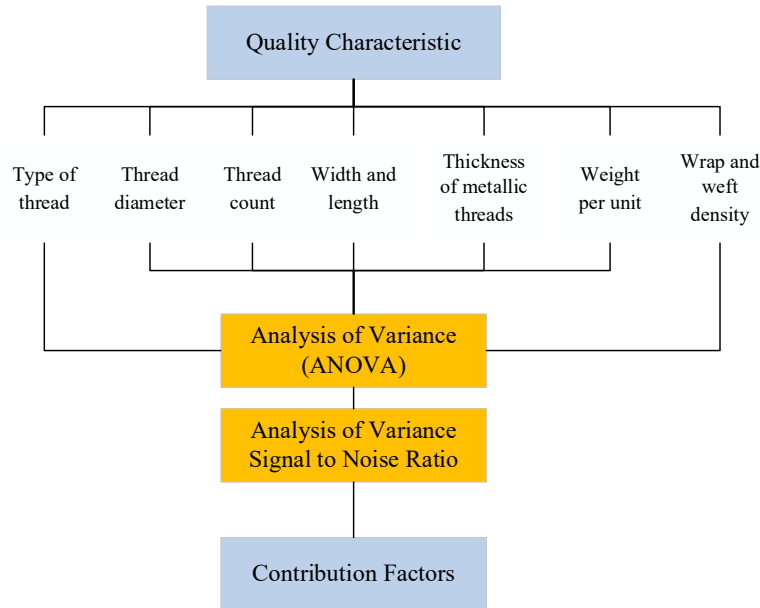 Quality Characteristic
Type of
thread
Thread
diameter
Thread
count
Width and
length
Thickness
of metallic
threads
Weight
per unit
Wrap and
weft
density
Analysis of Variance
(ANOVA)
Analysis of Variance
Signal to Noise Ratio
Contribution Factors